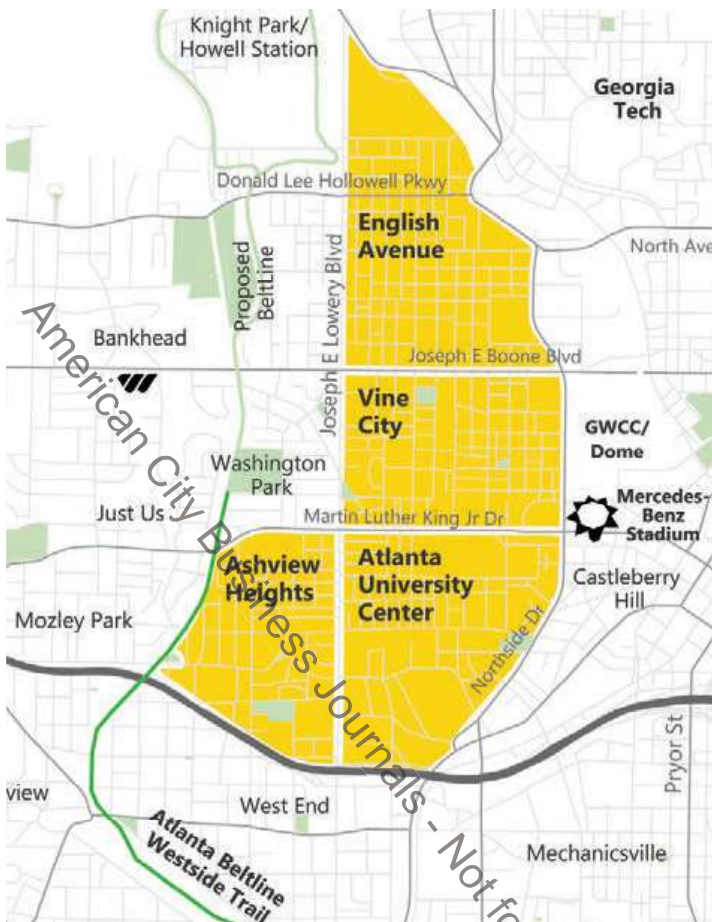 Knight Park/
Howell Station
Georgia
Tech
Donald Lee Hollowell Pkwy
English
Avenue
North Ave
Proposed
BeltLine
Joseph E Lowery Blvd
Bankhead
Joseph E Boone Blvd
Vine
City
GWCC/
Dome
Washington
Park
Mercedes-
Benz
Stadium
Just Us
Martin Luther King Jr Dr
Ashview
Heights
Atlanta
University
Center
Castleberry
Hill
Mozley Park
Northside Dr
Pryor St
view
West End
Atlanta Beltline
Westside Trail
Mechanicsville
American City Business Journals - Not fo